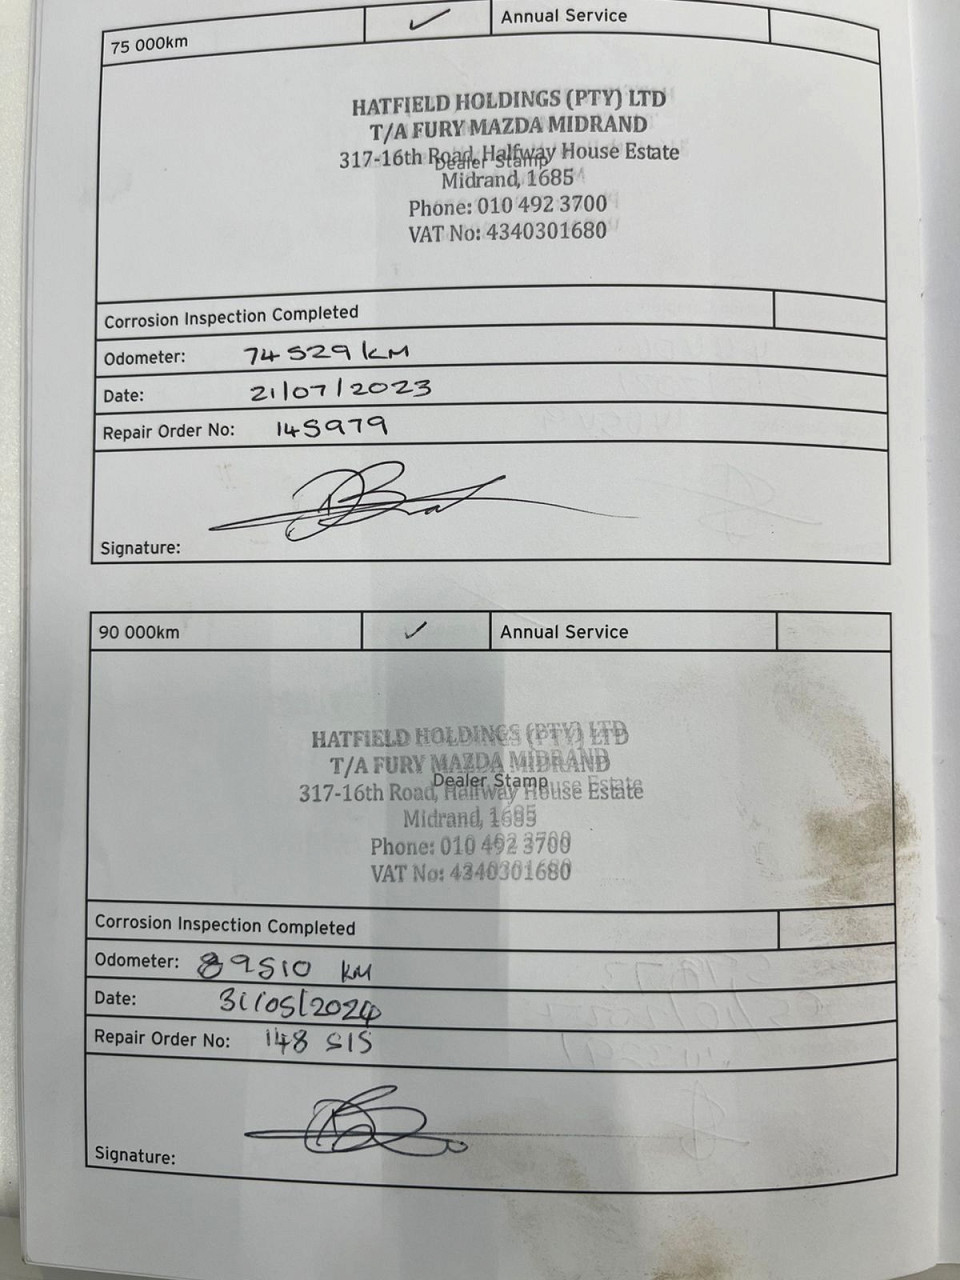 75 000km ✓ Annual Service
HATFIELD HOLDINGS (PTY) LTD
T/A FURY MAZDA MIDRAND
317-16th Road, Halfway House Estate
Dealer Stamp
Midrand, 1685
Phone: 010 492 3700
VAT No: 4340301680
Corrosion Inspection Completed
Odometer: 74529 KM
Date: 21/07/2023
Repair Order No: 145979
Signature:
90 000km ✓ Annual Service
HATFIELD HOLDINGS (PTY) LTD
T/A FURY MAZDA MIDRAND
Dealer Stamp
317-16th Road, Halfway House Estate
Midrand, 1685
Phone: 010 492 3700
VAT No: 4340301680
Corrosion Inspection Completed
Odometer: 89510 KM
Date: 31/05/2024
Repair Order No: 148 515
Signature: